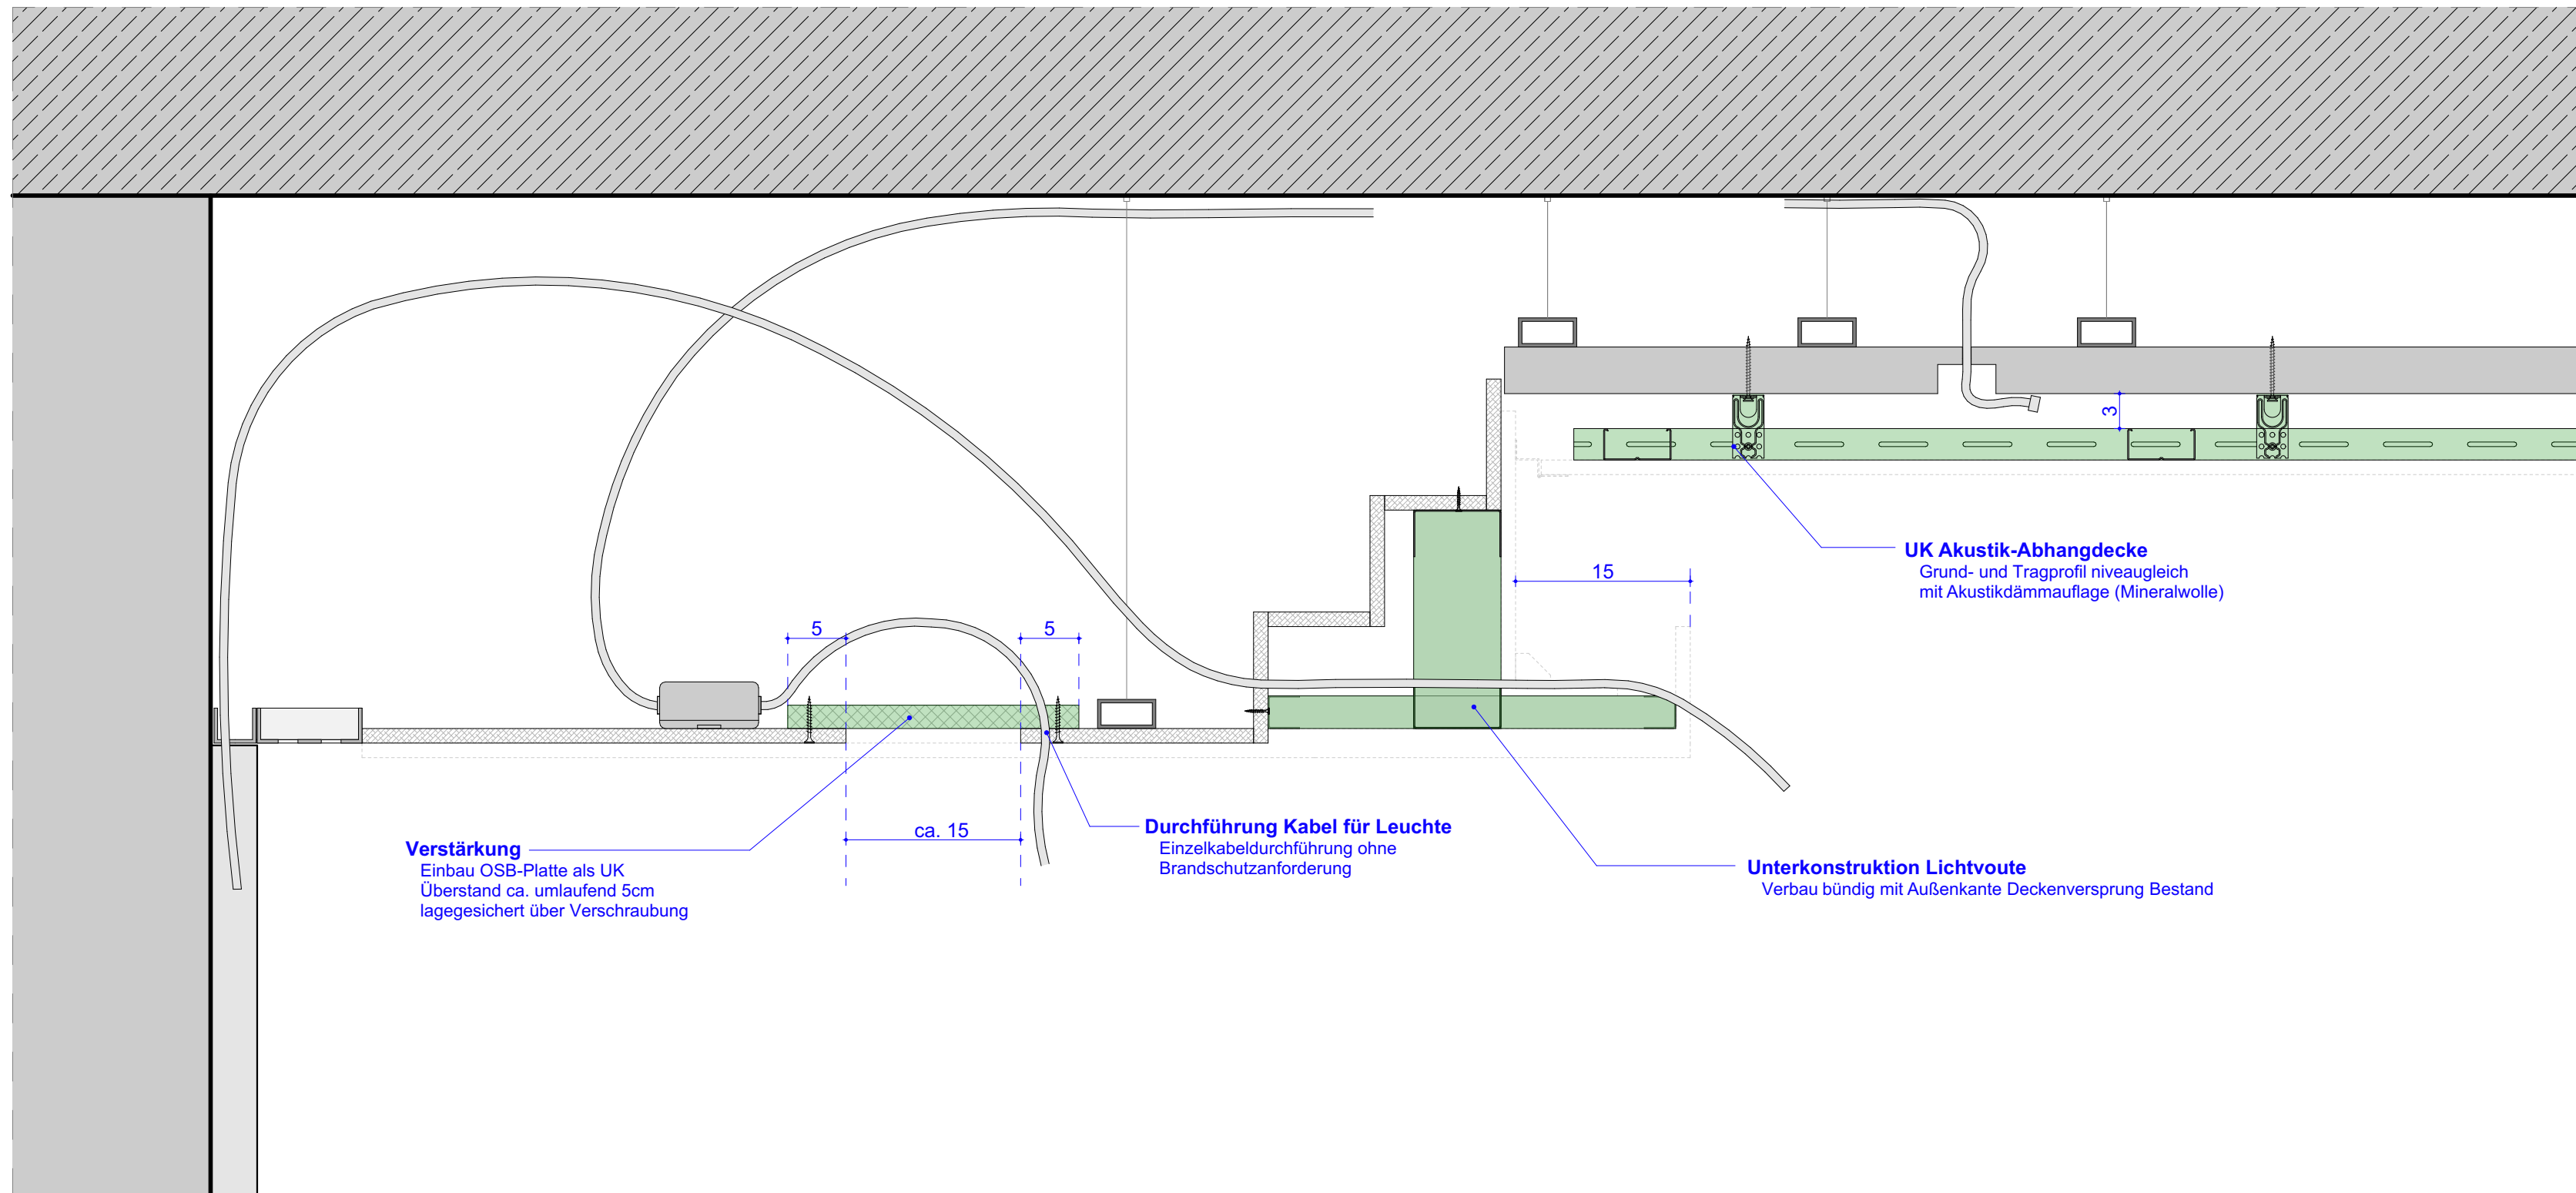 3
UK Akustik-Abhangdecke
Grund- und Tragprofil niveaugleich
mit Akustikdämmauflage (Mineralwolle)
15
5
5
ca. 15
Verstärkung
Einbau OSB-Platte als UK
Überstand ca. umlaufend 5cm
lagegesichert über Verschraubung
Durchführung Kabel für Leuchte
Einzelkabeldurchführung ohne
Brandschutzanforderung
Unterkonstruktion Lichtvoute
Verbau bündig mit Außenkante Deckenversprung Bestand